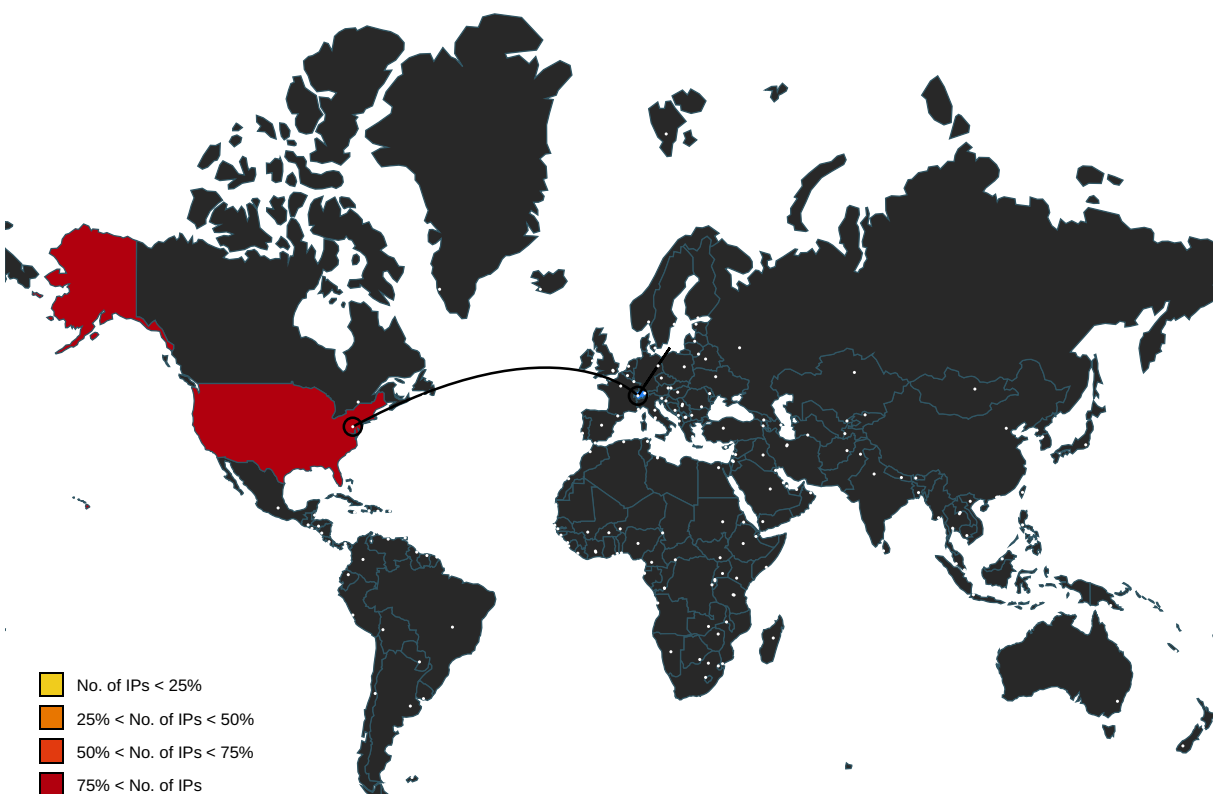 No. of IPs < 25%
25% < No. of IPs < 50%
50% < No. of IPs < 75%
75% < No. of IPs